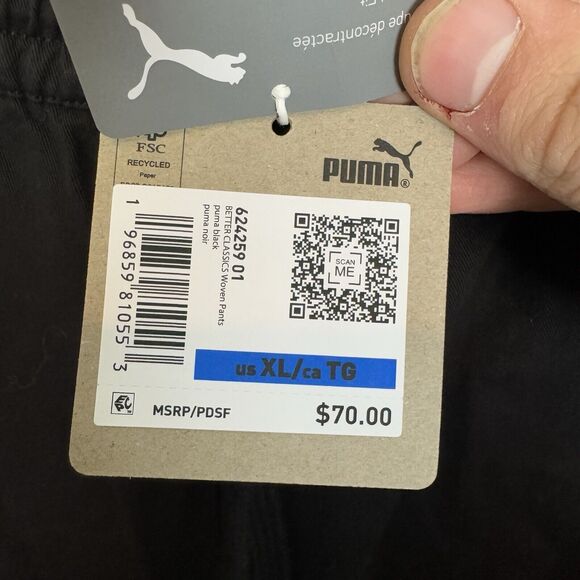 coupe décontractée
FSC
RECYCLED
Paper
PUMA®
624259 01
BETTER CLASSICS Woven Pants
puma black
puma noir
1 96859 81055 3
SCAN
ME
us XL/ca TG
MSRP/PDSF
$70.00